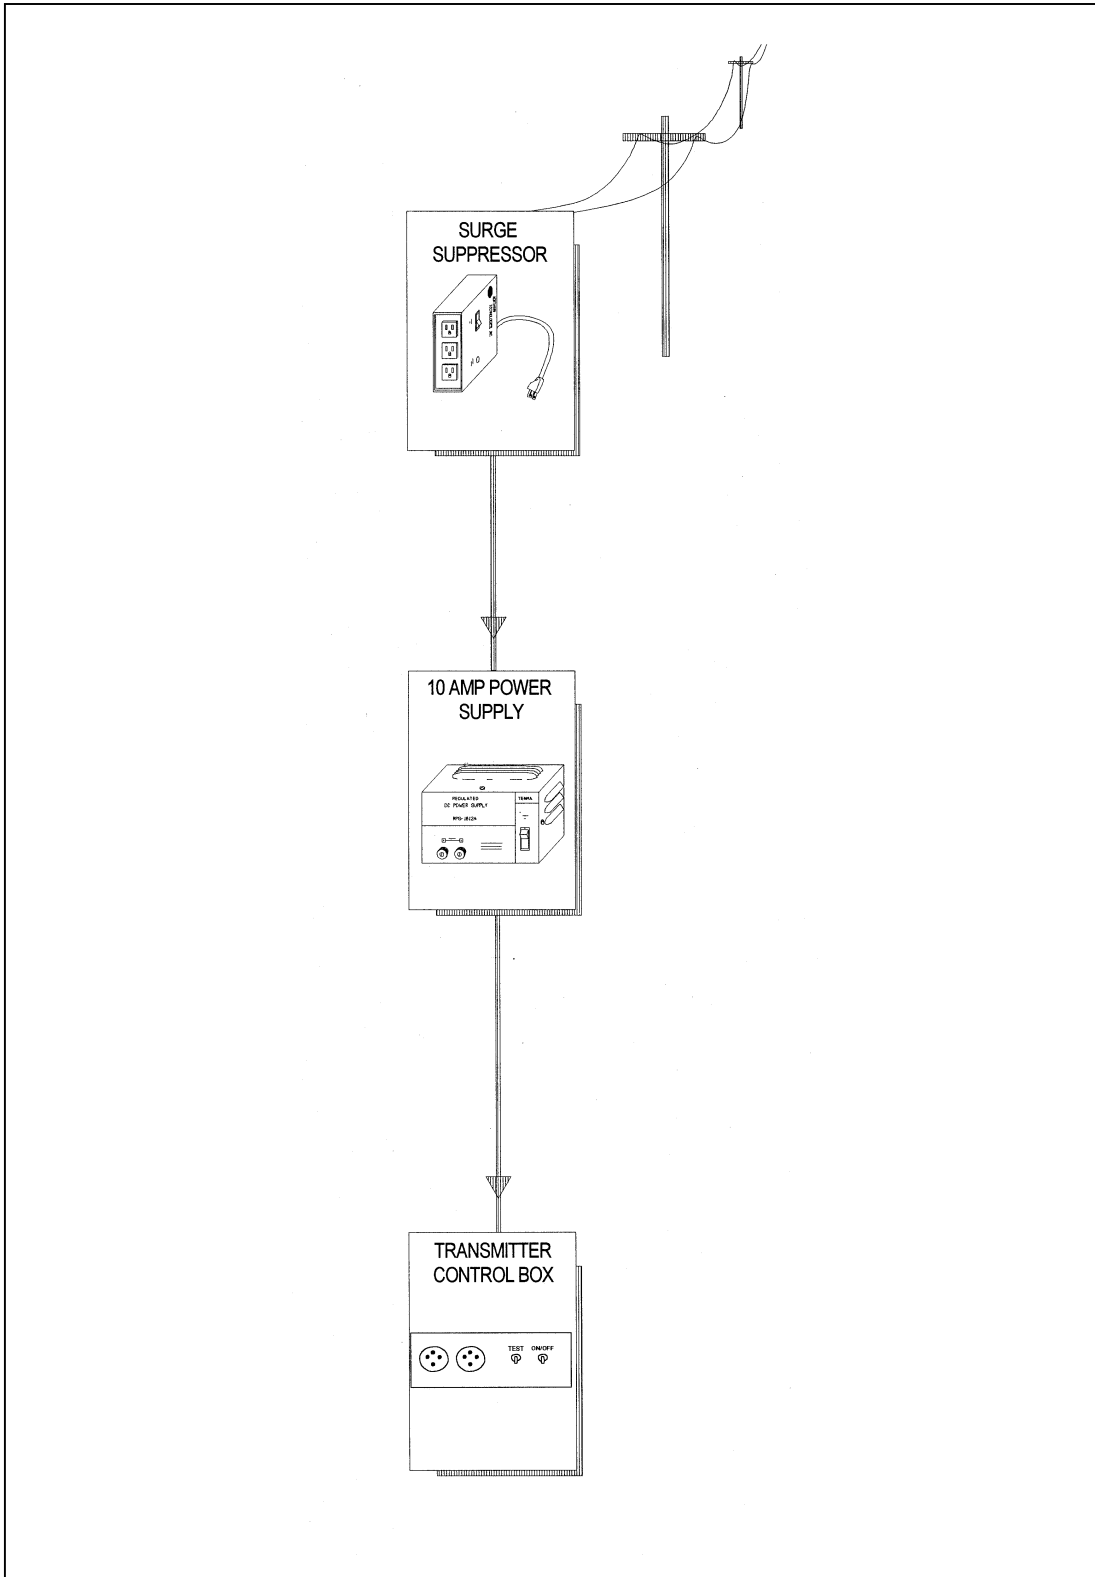 SURGE
SUPPRESSOR
10 AMP POWER
SUPPLY
REGULATED
DC POWER SUPPLY
TENMA
TRANSMITTER
CONTROL BOX
TEST ON/OFF